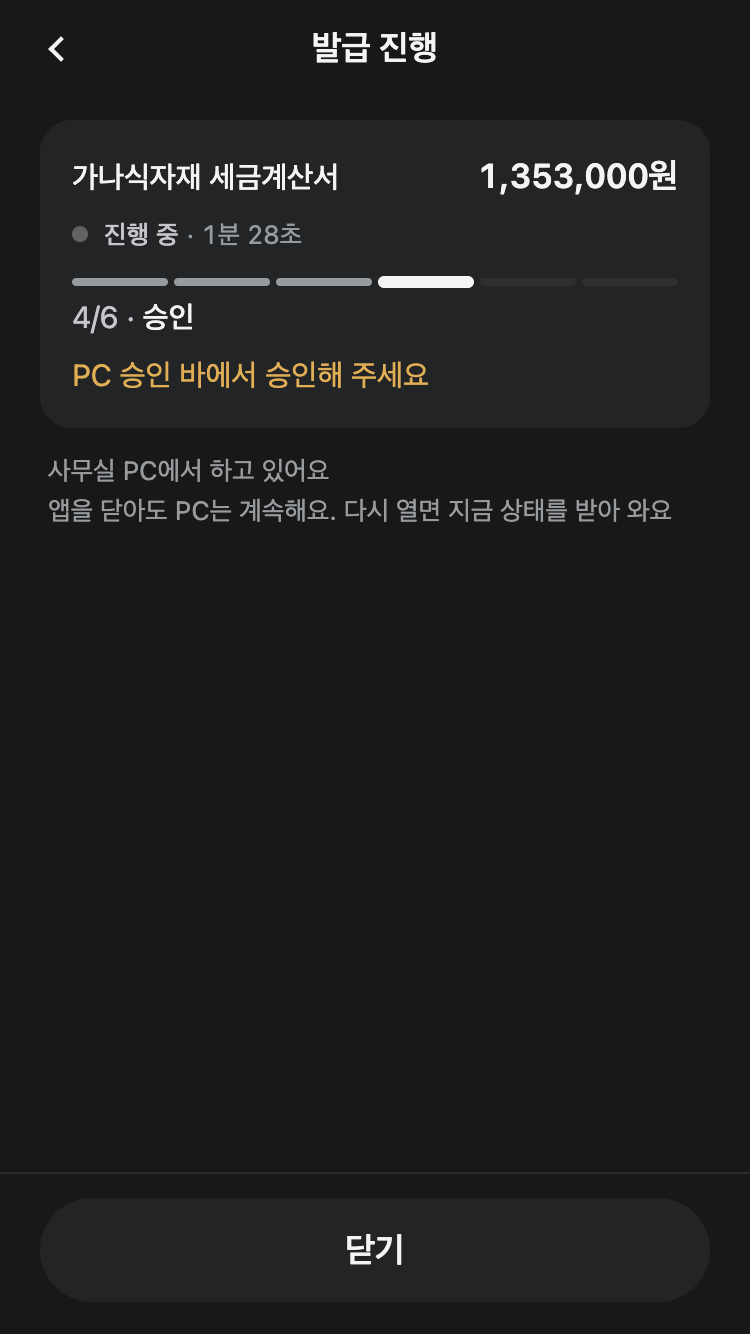 발급 진행
가나식자재 세금계산서 1,353,000원
진행 중 · 1분 28초
4/6 · 승인
PC 승인 바에서 승인해 주세요
사무실 PC에서 하고 있어요
앱을 닫아도 PC는 계속해요. 다시 열면 지금 상태를 받아 와요
닫기